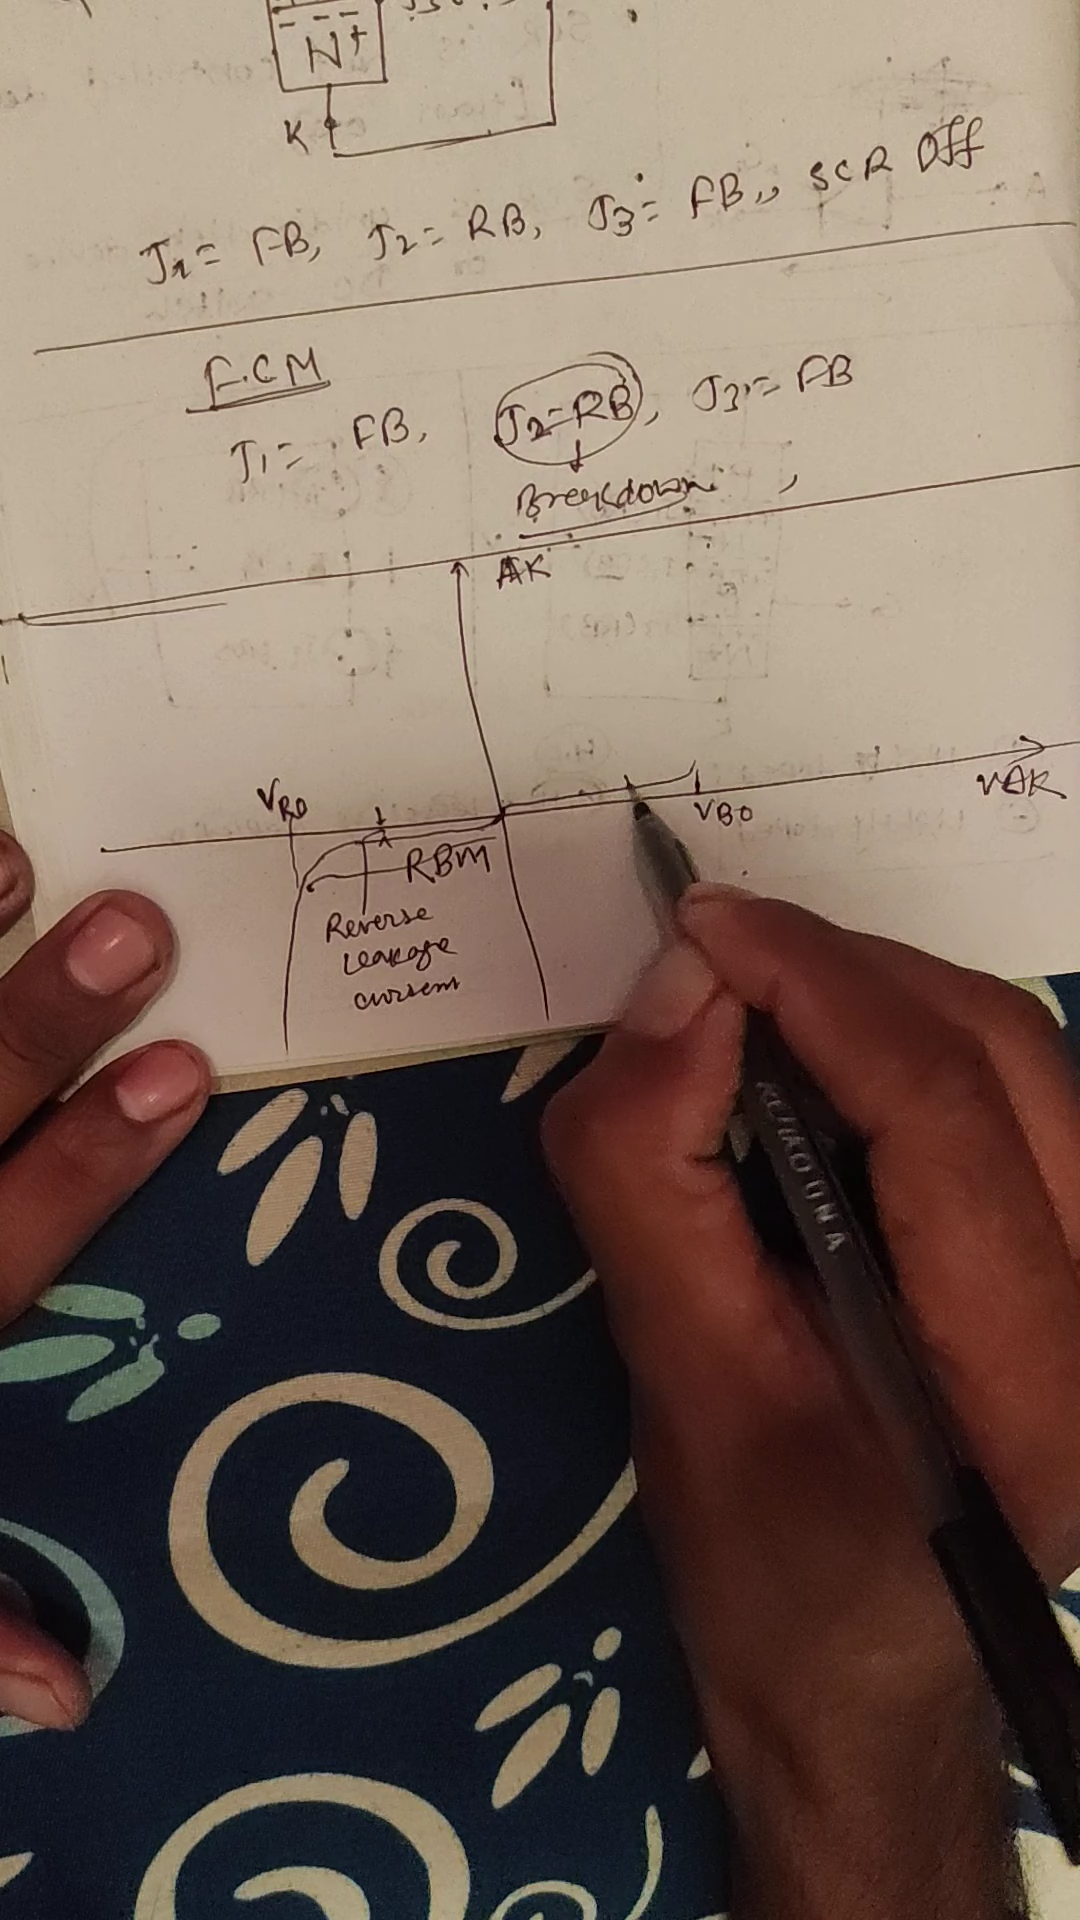 N+
K
J1 = FB, J2 = RB, J3 = FB,, SCR Off
F.C.M
J1 = FB, J2=RB, J3 = FB
Breakdown ,
AK
VAK
VBO
VRO
RBM
Reverse
leakage
current